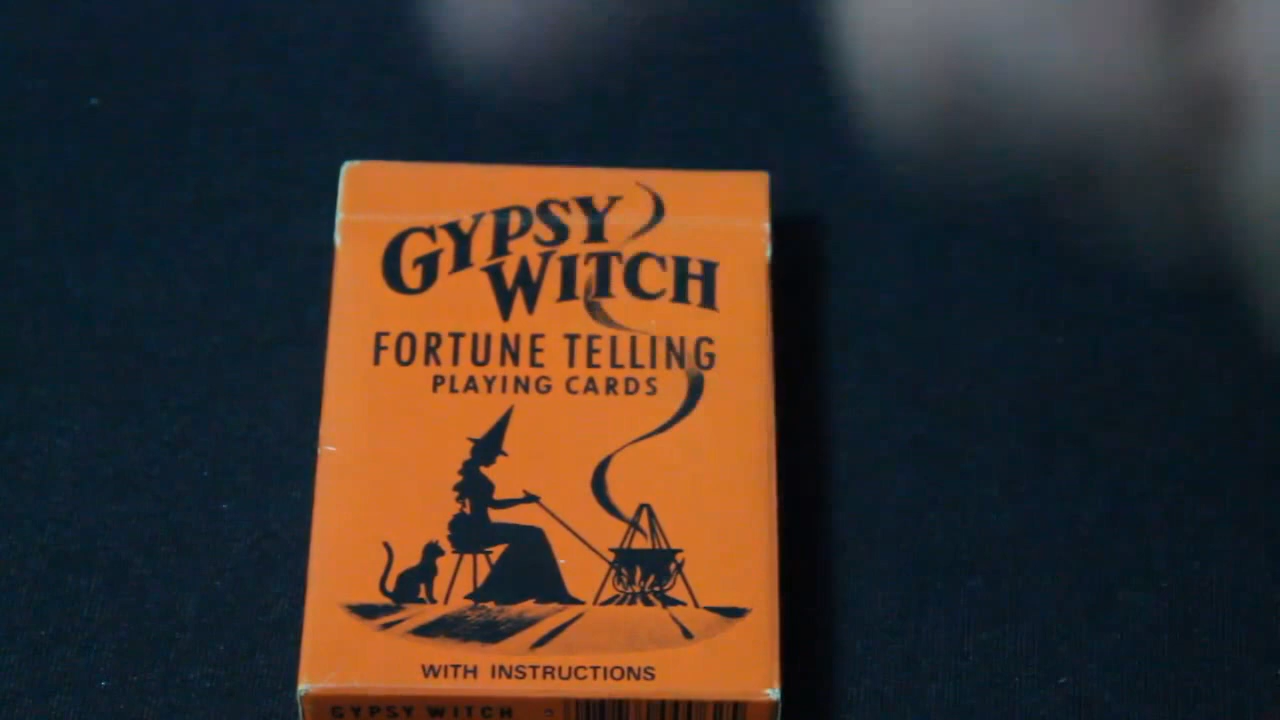 GYPSY
WITCH
FORTUNE TELLING
PLAYING CARDS
WITH INSTRUCTIONS
GYPSY WITCH